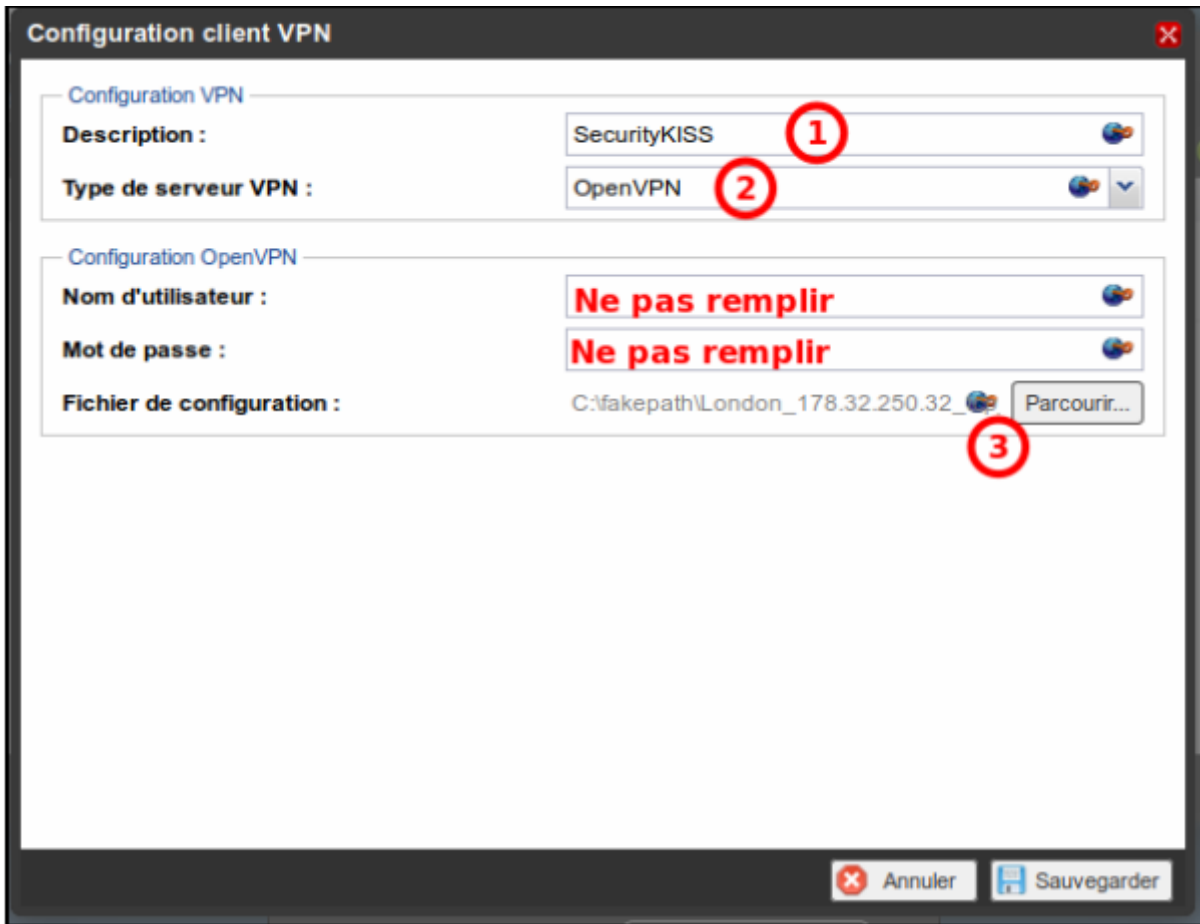 Configuration client VPN
Configuration VPN
Description :
SecurityKISS
1
Type de serveur VPN :
OpenVPN
2
Configuration OpenVPN
Nom d'utilisateur :
Ne pas remplir
Mot de passe :
Ne pas remplir
Fichier de configuration :
C:\fakepath\London_178.32.250.32_
Parcourir...
3
Annuler
Sauvegarder